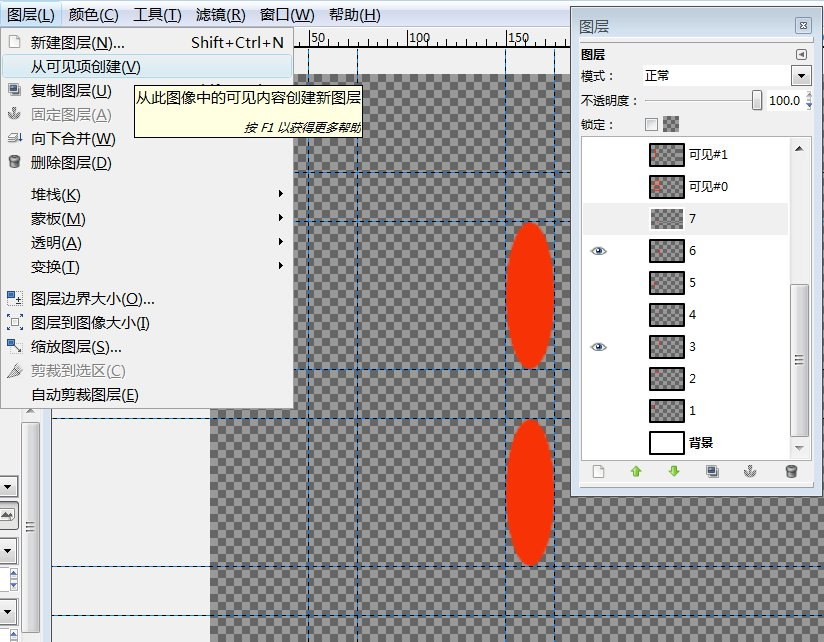 图层(L) 颜色(C) 工具(T) 滤镜(R) 窗口(W) 帮助(H)
新建图层(N)... Shift+Ctrl+N
从可见项创建(V)
复制图层(U)
固定图层(A)
向下合并(W)
删除图层(D)
堆栈(K)
蒙板(M)
透明(A)
变换(T)
图层边界大小(O)...
图层到图像大小(I)
缩放图层(S)...
剪裁到选区(C)
自动剪裁图层(E)
从此图像中的可见内容创建新图层
按 F1 以获得更多帮助
50 100 150
图层
图层
模式： 正常
不透明度： 100.0
锁定：
可见#1
可见#0
7
6
5
4
3
2
1
背景